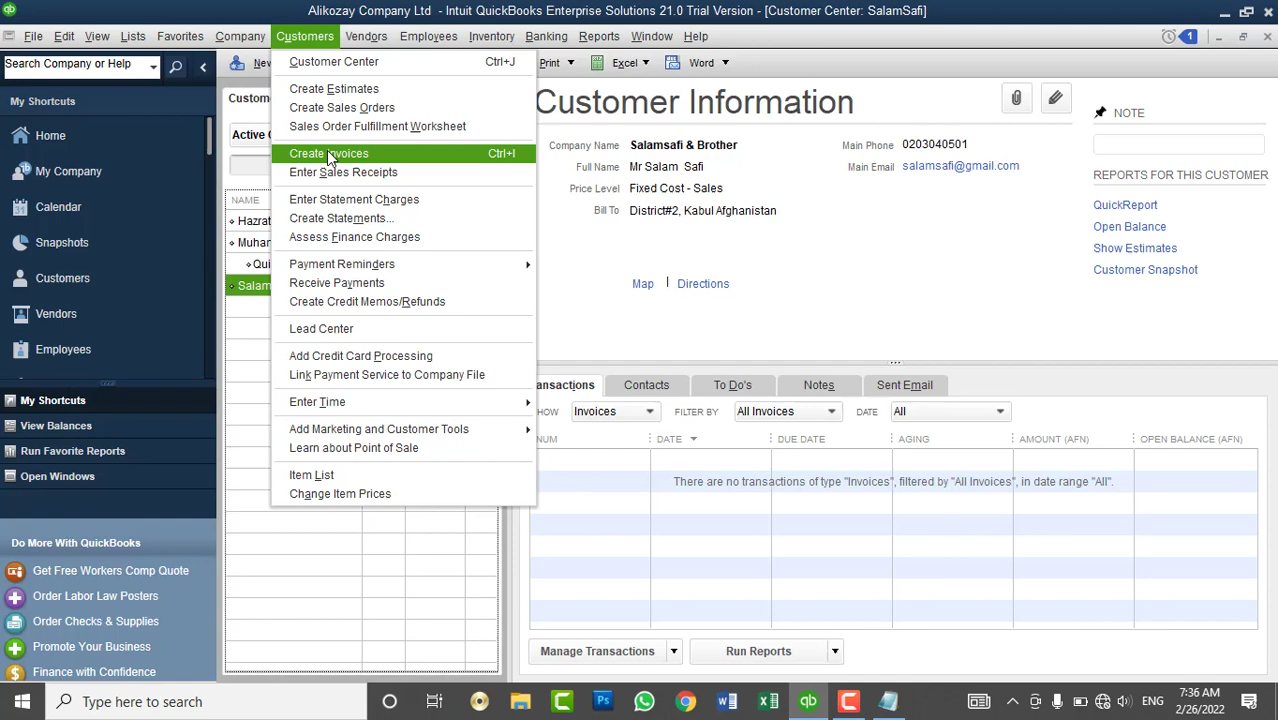 Alikozay Company Ltd - Intuit QuickBooks Enterprise Solutions 21.0 Trial Version - [Customer Center: SalamSafi]
File Edit View Lists Favorites Company Customers Vendors Employees Inventory Banking Reports Window Help
1
Search Company or Help
My Shortcuts
Home
My Company
Calendar
Snapshots
Customers
Vendors
Employees
My Shortcuts
View Balances
Run Favorite Reports
Open Windows
Do More With QuickBooks
Get Free Workers Comp Quote
Order Labor Law Posters
Order Checks & Supplies
Promote Your Business
Finance with Confidence
Print Excel Word
NAME
Hazrat
Customer Center Ctrl+J
Create Estimates
Create Sales Orders
Sales Order Fulfillment Worksheet
Create Invoices Ctrl+I
Enter Sales Receipts
Enter Statement Charges
Create Statements...
Assess Finance Charges
Payment Reminders
Receive Payments
Create Credit Memos/Refunds
Lead Center
Add Credit Card Processing
Link Payment Service to Company File
Enter Time
Add Marketing and Customer Tools
Learn about Point of Sale
Item List
Change Item Prices
Customer Information
Company Name Salamsafi & Brother
Full Name Mr Salam Safi
Price Level Fixed Cost - Sales
Bill To District#2, Kabul Afghanistan
Main Phone 0203040501
Main Email salamsafi@gmail.com
Map | Directions
NOTE
REPORTS FOR THIS CUSTOMER
QuickReport
Open Balance
Show Estimates
Customer Snapshot
Contacts To Do's Notes Sent Email
Invoices FILTER BY All Invoices DATE All
NUM DATE DUE DATE AGING AMOUNT (AFN) OPEN BALANCE (AFN)
There are no transactions of type "Invoices", filtered by "All Invoices", in date range "All".
Manage Transactions Run Reports
Type here to search
ENG
7:36 AM
2/26/2022